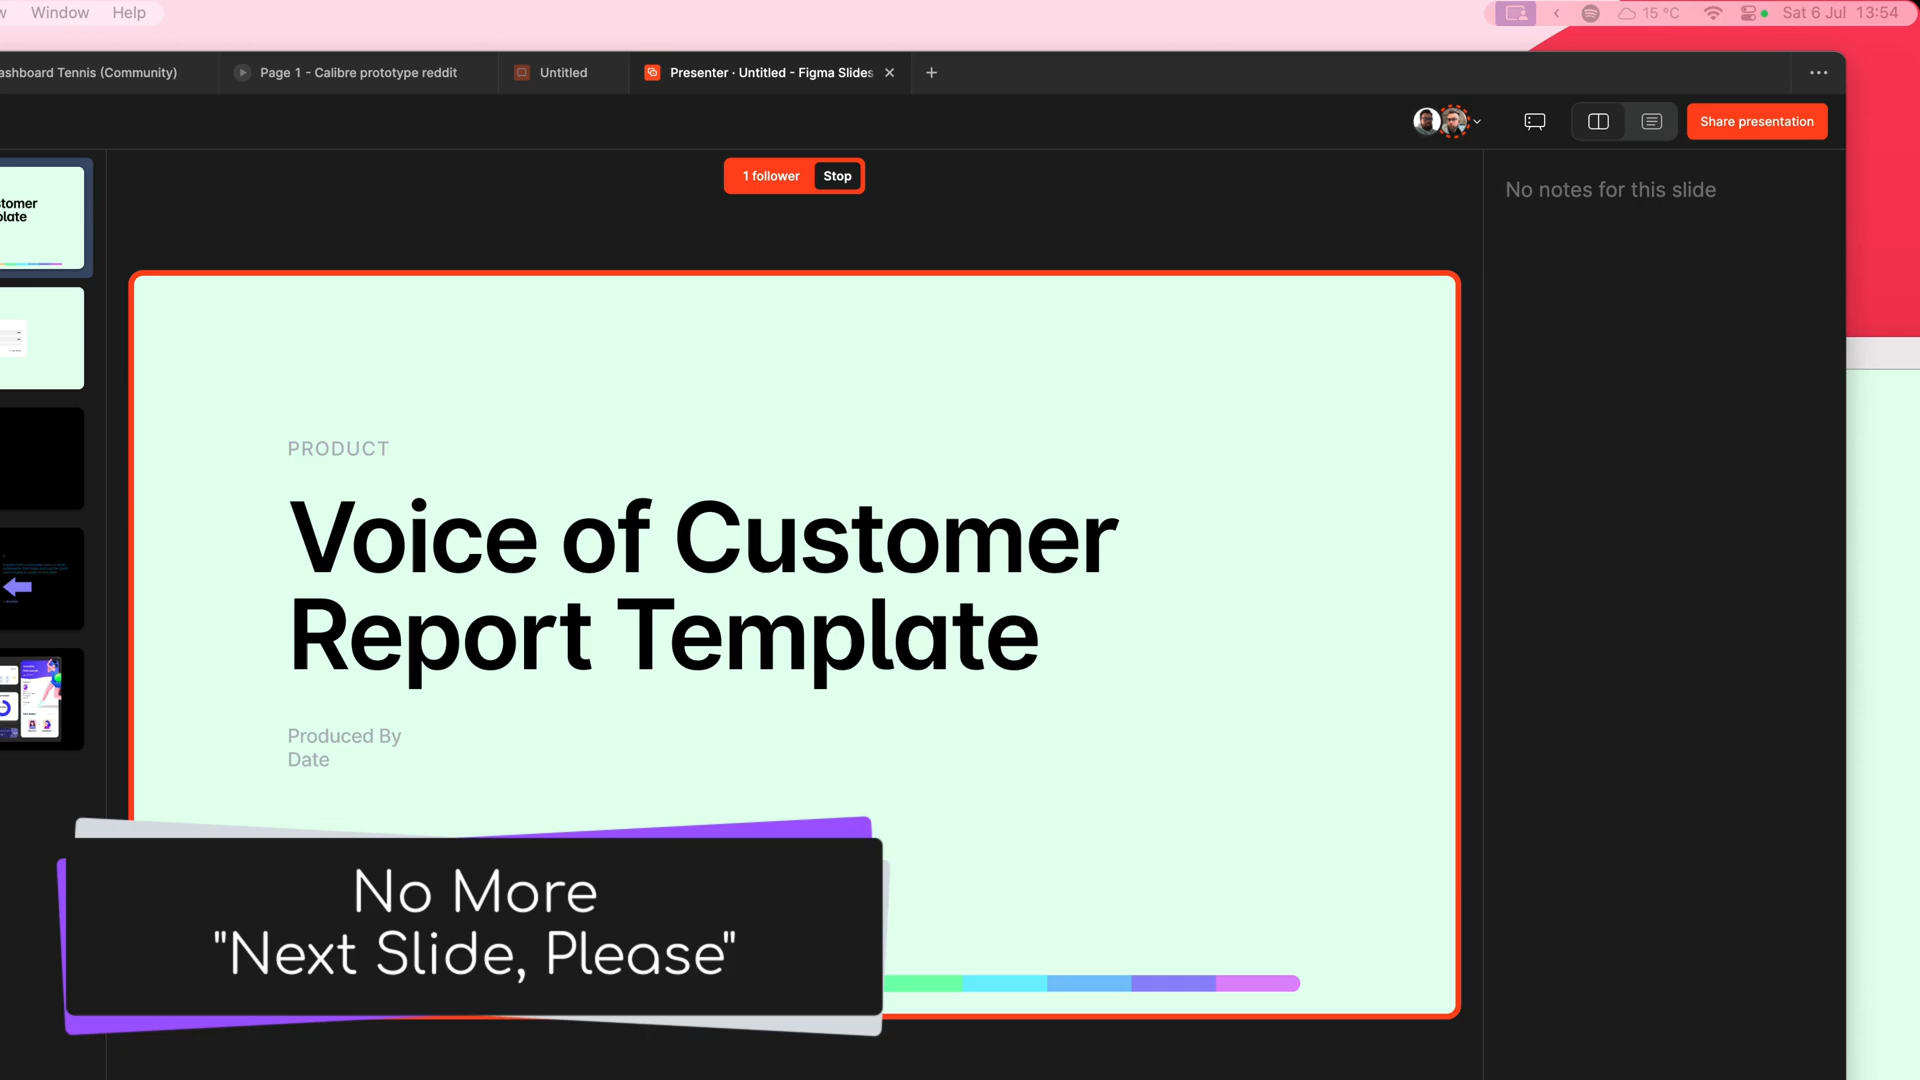 Window Help
15 °C Sat 6 Jul 13:54
ashboard Tennis (Community)
Page 1 - Calibre prototype reddit
Untitled
Presenter · Untitled - Figma Slides
Share presentation
1 follower Stop
No notes for this slide
stomer
plate
PRODUCT
Voice of Customer
Report Template
Produced By
Date
No More
"Next Slide, Please"